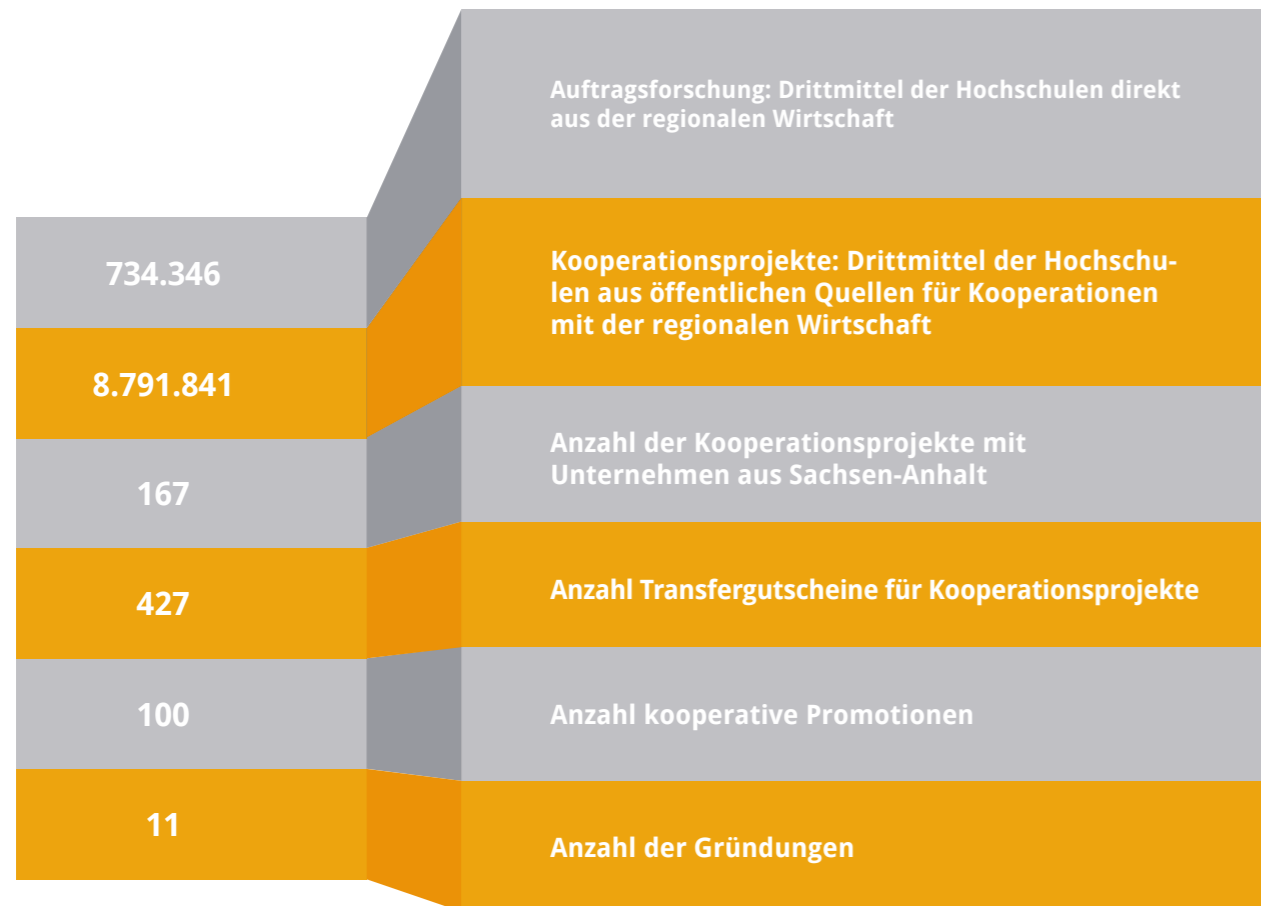 734.346
Auftragsforschung: Drittmittel der Hochschulen direkt
aus der regionalen Wirtschaft
8.791.841
Kooperationsprojekte: Drittmittel der Hochschu-
len aus öffentlichen Quellen für Kooperationen
mit der regionalen Wirtschaft
167
Anzahl der Kooperationsprojekte mit
Unternehmen aus Sachsen-Anhalt
427
Anzahl Transfergutscheine für Kooperationsprojekte
100
Anzahl kooperative Promotionen
11
Anzahl der Gründungen